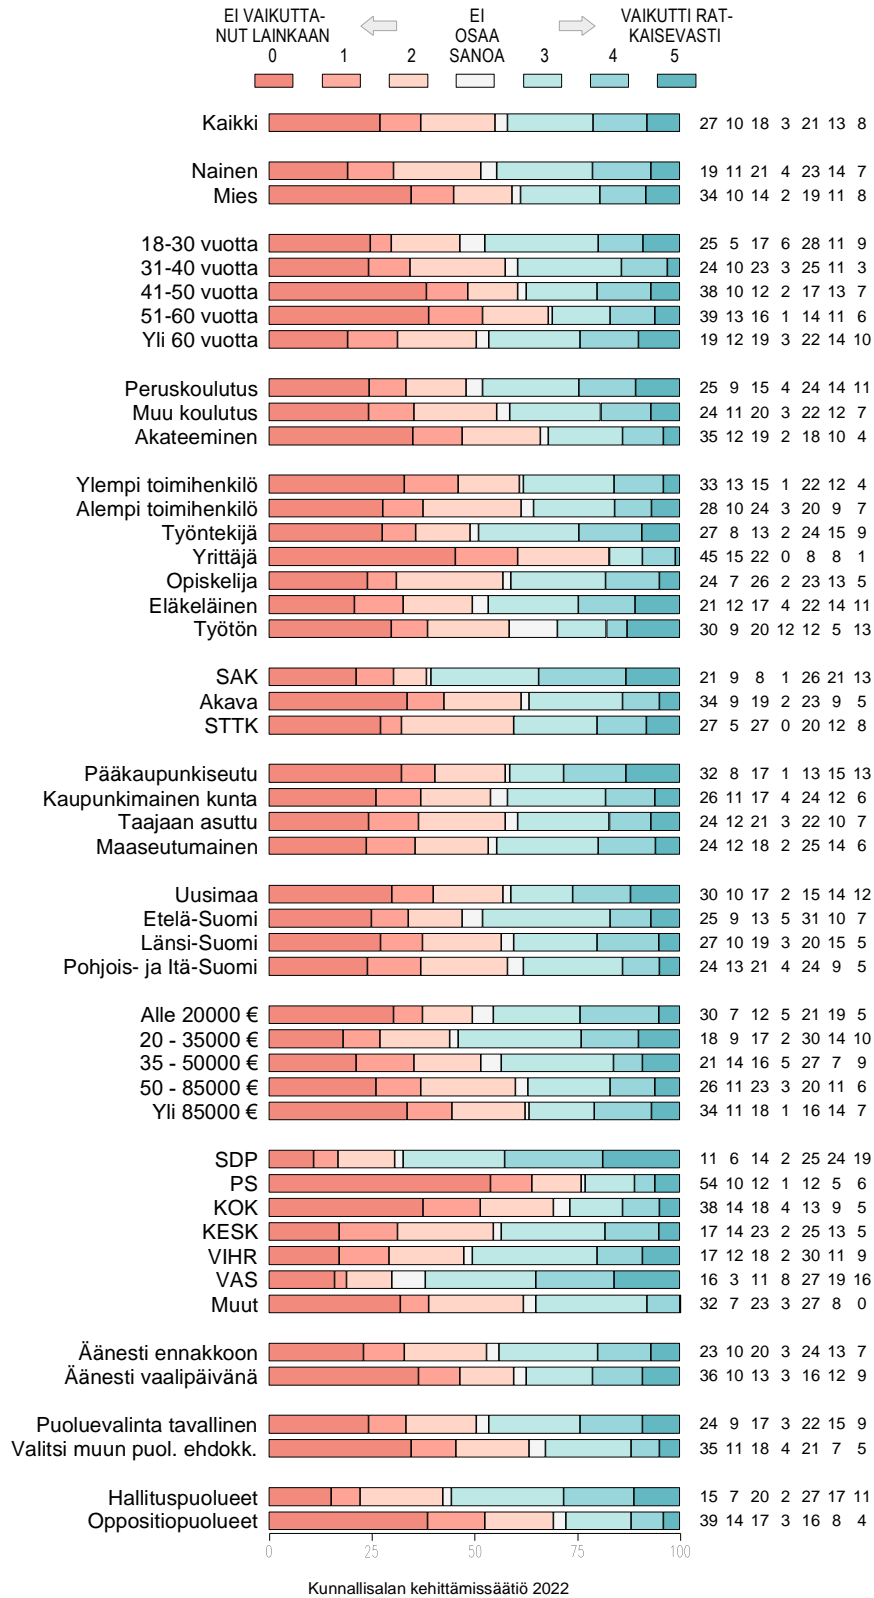 EI VAIKUTTA-
NUT LAINKAAN
EI
OSAA
SANOA
VAIKUTTI RAT-
KAISEVASTI
0 1 2 3 4 5
Kaikki 27 10 18 3 21 13 8
Nainen 19 11 21 4 23 14 7
Mies 34 10 14 2 19 11 8
18-30 vuotta 25 5 17 6 28 11 9
31-40 vuotta 24 10 23 3 25 11 3
41-50 vuotta 38 10 12 2 17 13 7
51-60 vuotta 39 13 16 1 14 11 6
Yli 60 vuotta 19 12 19 3 22 14 10
Peruskoulutus 25 9 15 4 24 14 11
Muu koulutus 24 11 20 3 22 12 7
Akateeminen 35 12 19 2 18 10 4
Ylempi toimihenkilö 33 13 15 1 22 12 4
Alempi toimihenkilö 28 10 24 3 20 9 7
Työntekijä 27 8 13 2 24 15 9
Yrittäjä 45 15 22 0 8 8 1
Opiskelija 24 7 26 2 23 13 5
Eläkeläinen 21 12 17 4 22 14 11
Työtön 30 9 20 12 12 5 13
SAK 21 9 8 1 26 21 13
Akava 34 9 19 2 23 9 5
STTK 27 5 27 0 20 12 8
Pääkaupunkiseutu 32 8 17 1 13 15 13
Kaupunkimainen kunta 26 11 17 4 24 12 6
Taajaan asuttu 24 12 21 3 22 10 7
Maaseutumainen 24 12 18 2 25 14 6
Uusimaa 30 10 17 2 15 14 12
Etelä-Suomi 25 9 13 5 31 10 7
Länsi-Suomi 27 10 19 3 20 15 5
Pohjois- ja Itä-Suomi 24 13 21 4 24 9 5
Alle 20000 € 30 7 12 5 21 19 5
20 - 35000 € 18 9 17 2 30 14 10
35 - 50000 € 21 14 16 5 27 7 9
50 - 85000 € 26 11 23 3 20 11 6
Yli 85000 € 34 11 18 1 16 14 7
SDP 11 6 14 2 25 24 19
PS 54 10 12 1 12 5 6
KOK 38 14 18 4 13 9 5
KESK 17 14 23 2 25 13 5
VIHR 17 12 18 2 30 11 9
VAS 16 3 11 8 27 19 16
Muut 32 7 23 3 27 8 0
Äänesti ennakkoon 23 10 20 3 24 13 7
Äänesti vaalipäivänä 36 10 13 3 16 12 9
Puoluevalinta tavallinen 24 9 17 3 22 15 9
Valitsi muun puol. ehdokk. 35 11 18 4 21 7 5
Hallituspuolueet 15 7 20 2 27 17 11
Oppositiopuolueet 39 14 17 3 16 8 4
0 25 50 75 100
Kunnallisalan kehittämissäätiö 2022